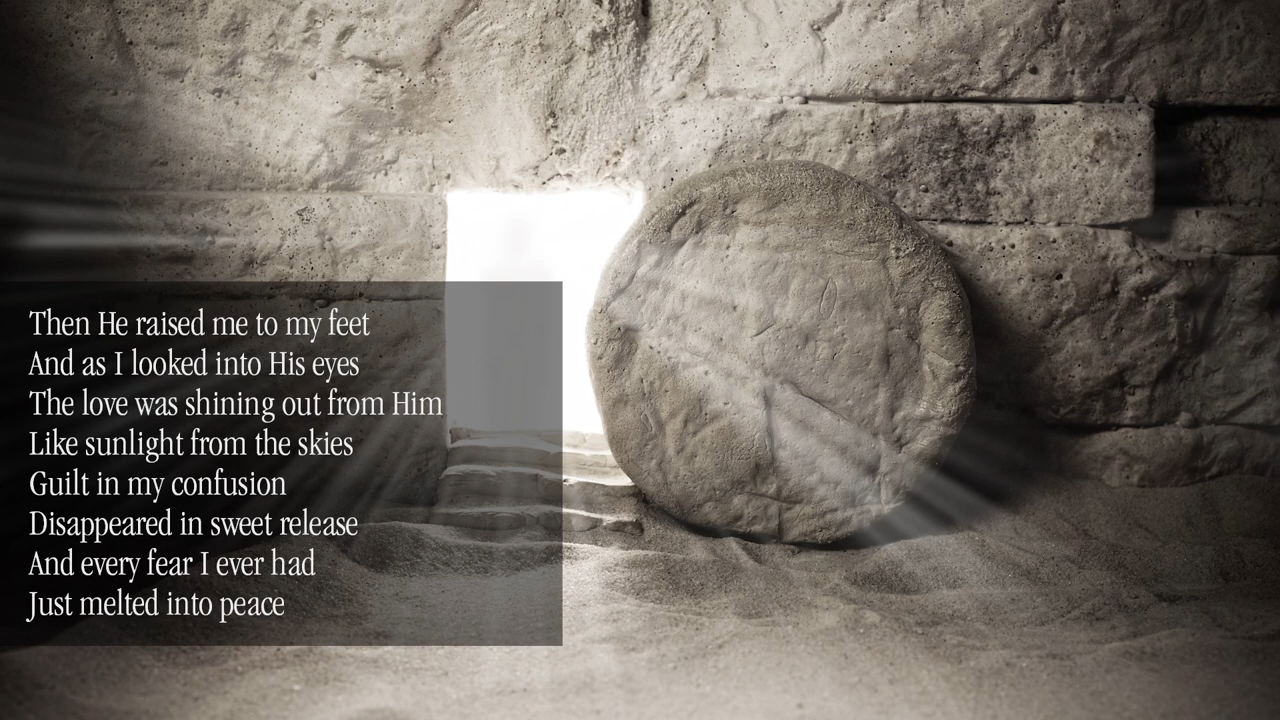 Then He raised me to my feet
And as I looked into His eyes
The love was shining out from Him
Like sunlight from the skies
Guilt in my confusion
Disappeared in sweet release
And every fear I ever had
Just melted into peace